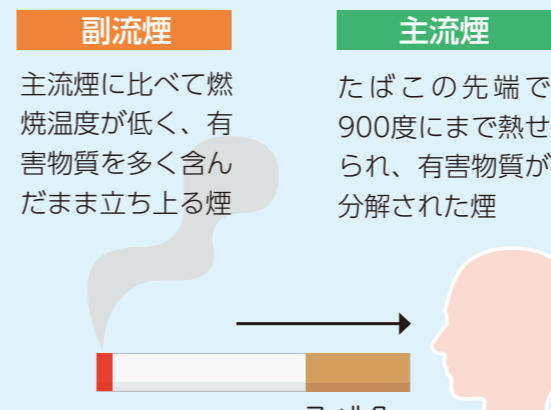 副流煙
主流煙に比べて燃
焼温度が低く、有
害物質を多く含ん
だまま立ち上る煙
主流煙
たばこの先端で
900度にまで熱せ
られ、有害物質が
分解された煙